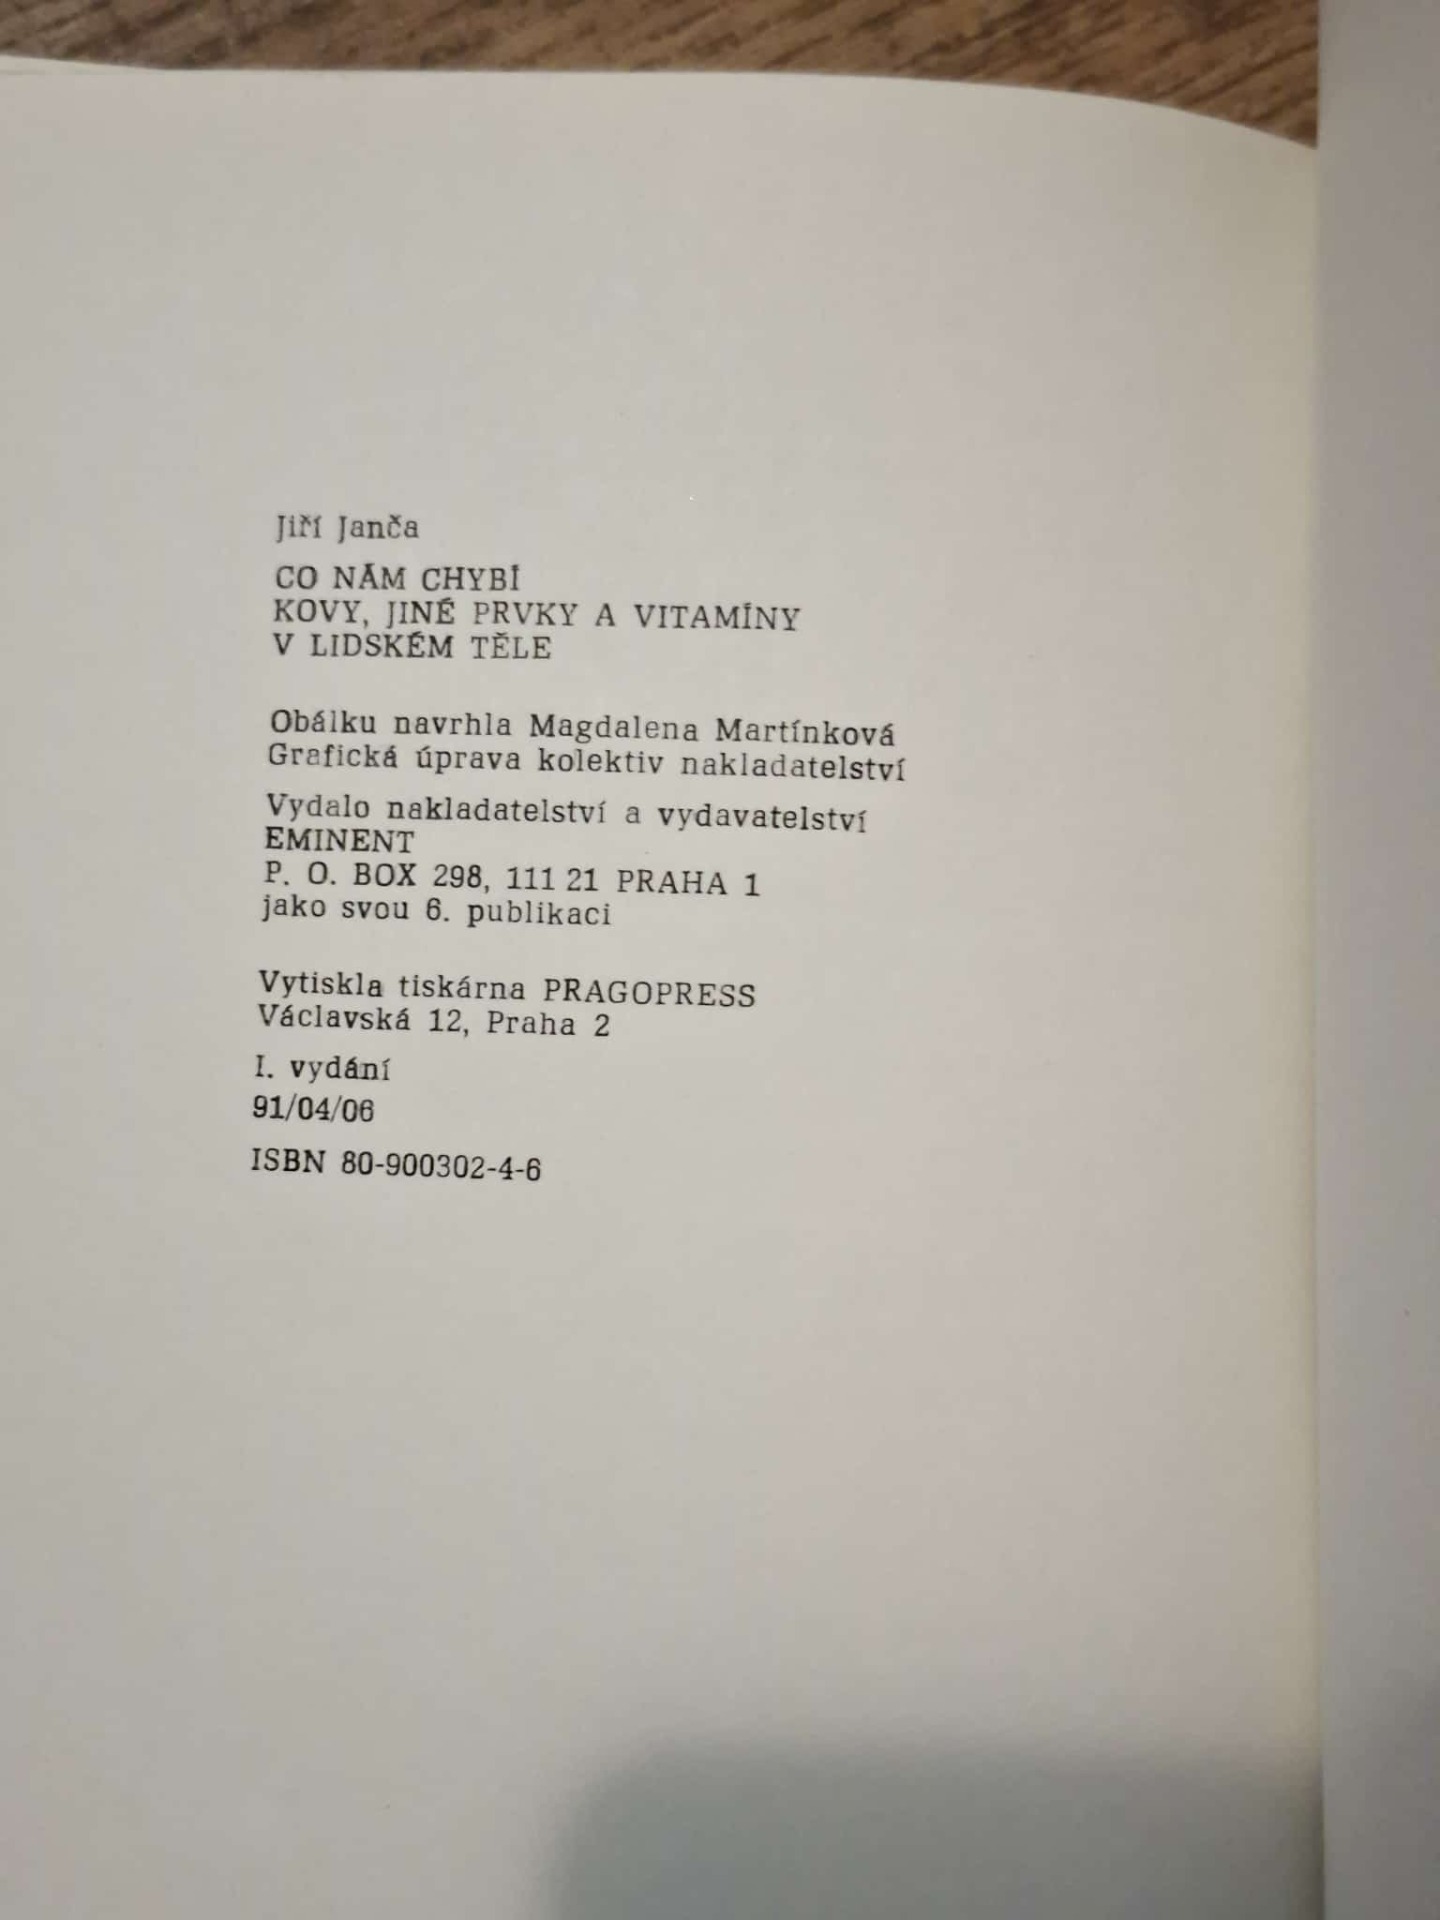 Jiří Janča
CO NÁM CHYBÍ
KOVY, JINÉ PRVKY A VITAMÍNY
V LIDSKÉM TĚLE
Obálku navrhla Magdalena Martínková
Grafická úprava kolektiv nakladatelství
Vydalo nakladatelství a vydavatelství
EMINENT
P. O. BOX 298, 111 21 PRAHA 1
jako svou 6. publikaci
Vytiskla tiskárna PRAGOPRESS
Václavská 12, Praha 2
I. vydání
91/04/06
ISBN 80-900302-4-6